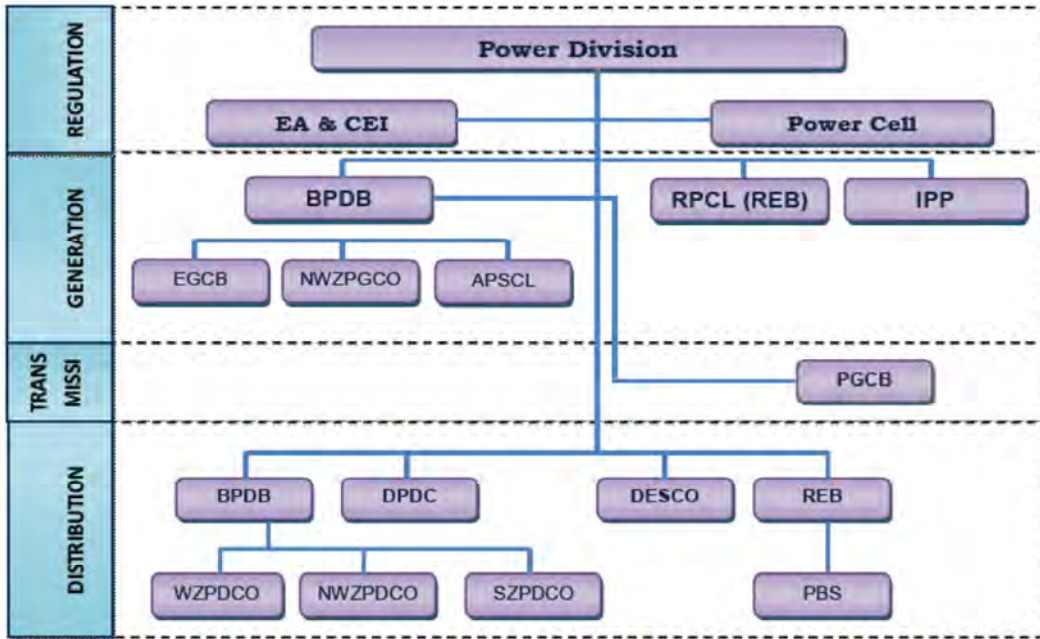 REGULATION
Power Division
EA & CEI
Power Cell
GENERATION
BPDB
RPCL (REB)
IPP
EGCB
NWZPGCO
APSCL
TRANS
MISSI
PGCB
DISTRIBUTION
BPDB
DPDC
DESCO
REB
WZPDCO
NWZPDCO
SZPDCO
PBS